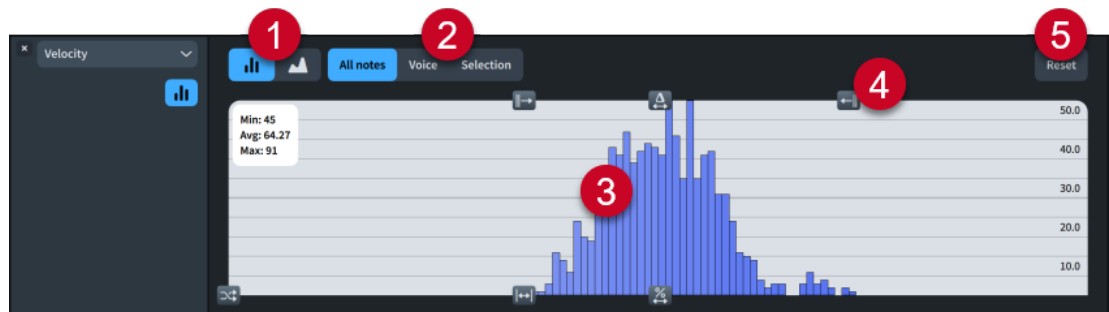 1
2
5
Velocity
All notes
Voice
Selection
Reset
4
Min: 45
Avg: 64.27
Max: 91
50.0
40.0
3
30.0
20.0
10.0